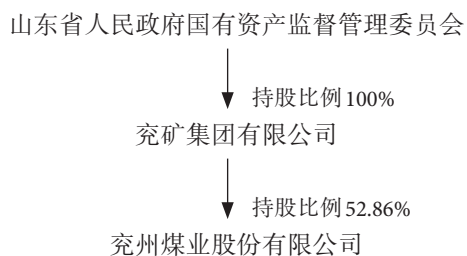 山东省人民政府国有资产监督管理委员会
持股比例100%
兖矿集团有限公司
持股比例52.86%
兖州煤业股份有限公司